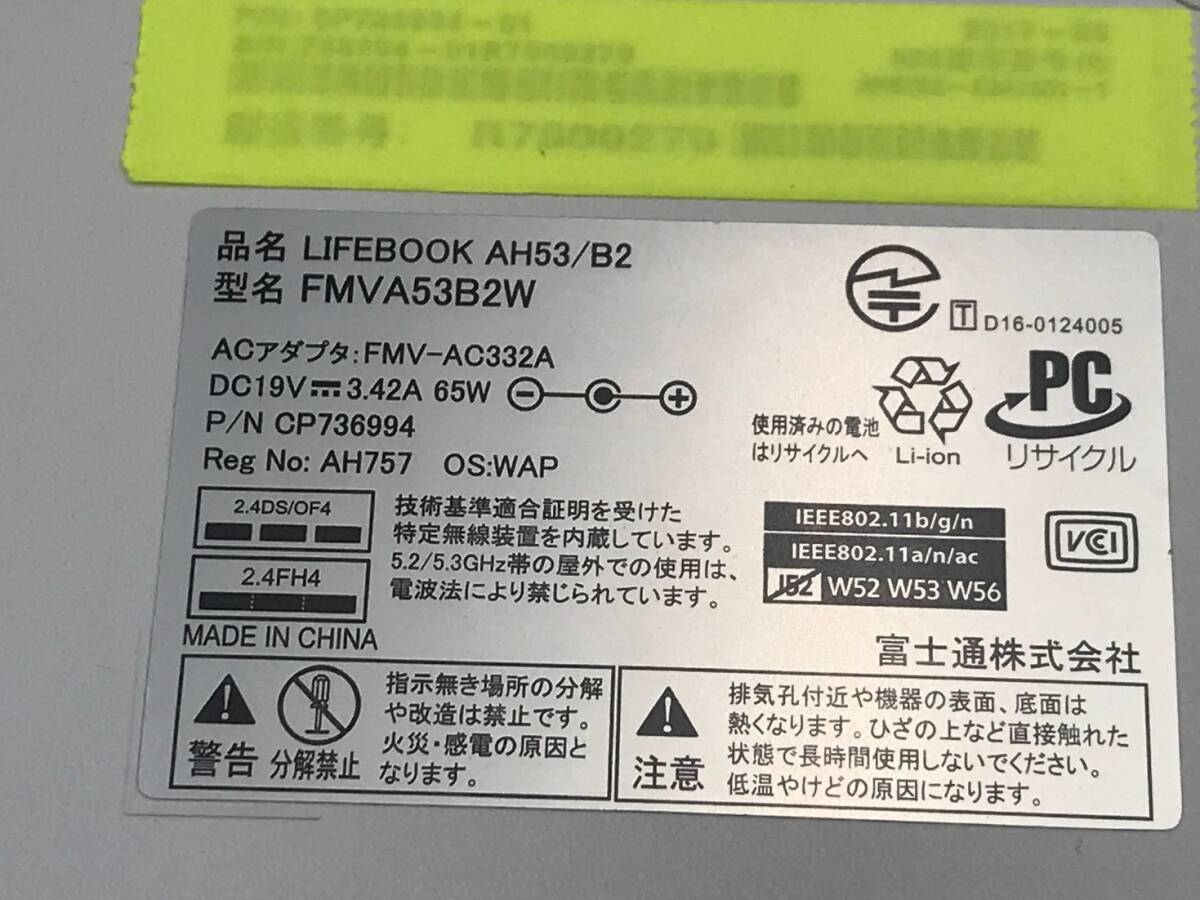 品名 LIFEBOOK AH53/B2
型名 FMVA53B2W
ACアダプタ:FMV-AC332A
DC19V 3.42A 65W
P/N CP736994
Reg No: AH757 OS:WAP
T D16-0124005
使用済みの電池
はリサイクルへ
Li-ion
PC
リサイクル
2.4DS/OF4
2.4FH4
技術基準適合証明を受けた
特定無線装置を内蔵しています。
5.2/5.3GHz帯の屋外での使用は、
電波法により禁じられています。
IEEE802.11b/g/n
IEEE802.11a/n/ac
J52 W52 W53 W56
VCI
MADE IN CHINA
富士通株式会社
警告
分解禁止
指示無き場所の分解
や改造は禁止です。
火災・感電の原因と
なります。
注意
排気孔付近や機器の表面、底面は
熱くなります。ひざの上など直接触れた
状態で長時間使用しないでください。
低温やけどの原因になります。